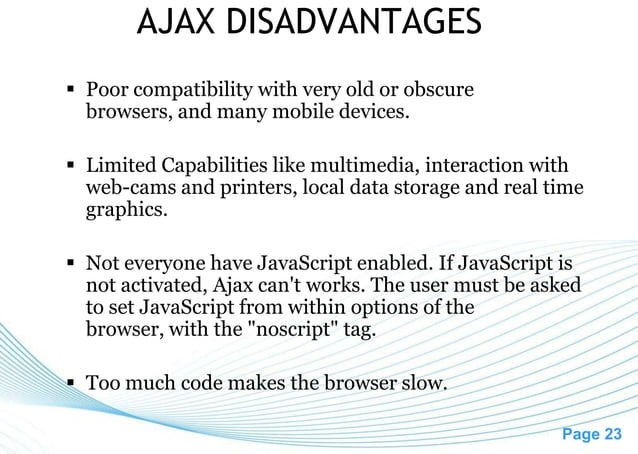 AJAX DISADVANTAGES
▪ Poor compatibility with very old or obscure
browsers, and many mobile devices.
▪ Limited Capabilities like multimedia, interaction with
web-cams and printers, local data storage and real time
graphics.
▪ Not everyone have JavaScript enabled. If JavaScript is
not activated, Ajax can't works. The user must be asked
to set JavaScript from within options of the
browser, with the "noscript" tag.
▪ Too much code makes the browser slow.
Page 23